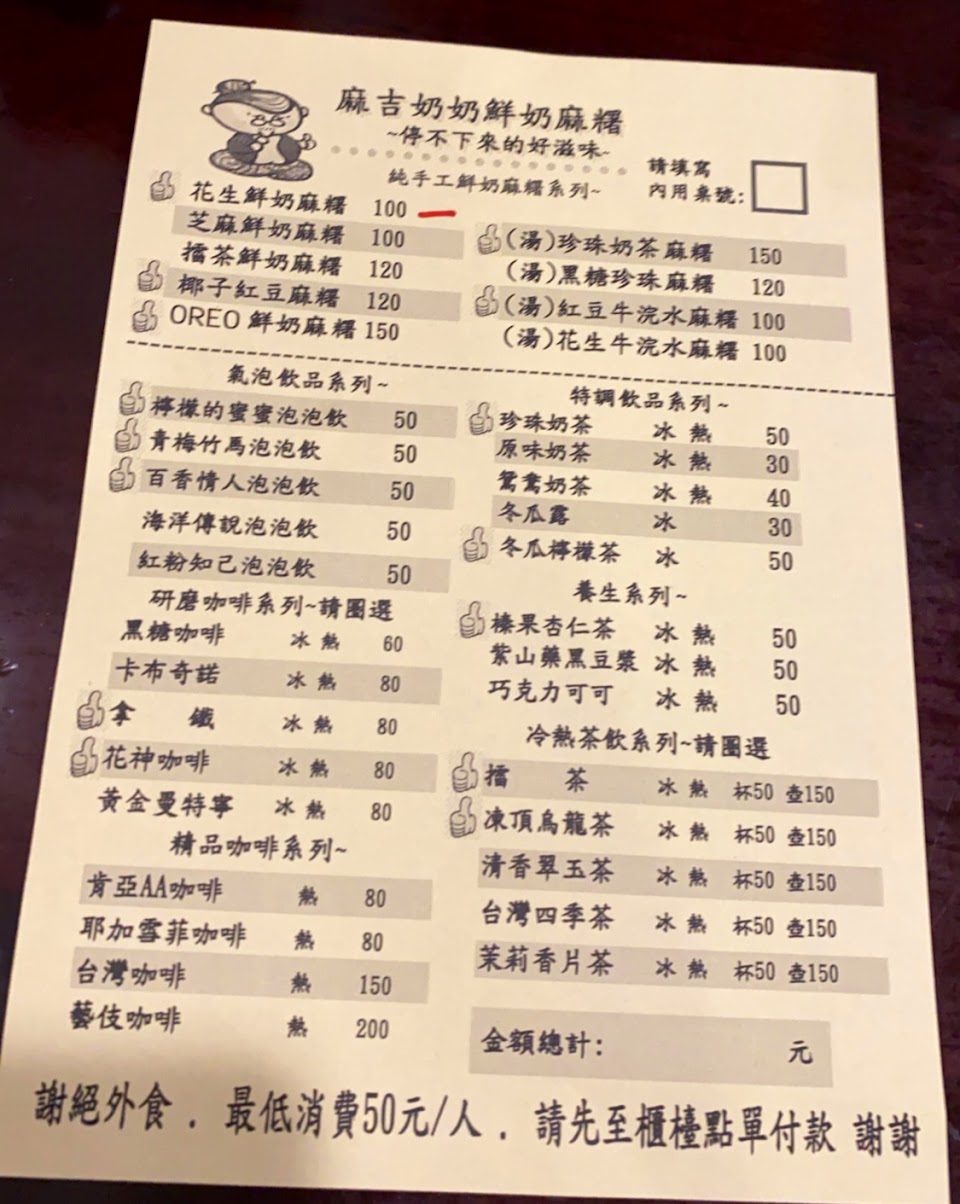 麻吉奶奶鮮奶麻糬
~停不下來的好滋味~
請填寫
內用桌號:
純手工鮮奶麻糬系列~
花生鮮奶麻糬 100
芝麻鮮奶麻糬 100
擂茶鮮奶麻糬 120
椰子紅豆麻糬 120
OREO 鮮奶麻糬 150
(湯)珍珠奶茶麻糬 150
(湯)黑糖珍珠麻糬 120
(湯)紅豆牛浣水麻糬 100
(湯)花生牛浣水麻糬 100
氣泡飲品系列~
檸檬的蜜蜜泡泡飲 50
青梅竹馬泡泡飲 50
百香情人泡泡飲 50
海洋傳說泡泡飲 50
紅粉知己泡泡飲 50
研磨咖啡系列~請圈選
黑糖咖啡 冰 熱 60
卡布奇諾 冰 熱 80
拿 鐵 冰 熱 80
花神咖啡 冰 熱 80
黃金曼特寧 冰 熱 80
精品咖啡系列~
肯亞AA咖啡 熱 80
耶加雪菲咖啡 熱 80
台灣咖啡 熱 150
藝伎咖啡 熱 200
特調飲品系列~
珍珠奶茶 冰 熱 50
原味奶茶 冰 熱 30
鴛鴦奶茶 冰 熱 40
冬瓜露 冰 30
冬瓜檸檬茶 冰 50
養生系列~
榛果杏仁茶 冰 熱 50
紫山藥黑豆漿 冰 熱 50
巧克力可可 冰 熱 50
冷熱茶飲系列~請圈選
擂 茶 冰 熱 杯50 壺150
凍頂烏龍茶 冰 熱 杯50 壺150
清香翠玉茶 冰 熱 杯50 壺150
台灣四季茶 冰 熱 杯50 壺150
茉莉香片茶 冰 熱 杯50 壺150
金額總計: 元
謝絕外食 . 最低消費50元/人 . 請先至櫃檯點單付款 謝謝